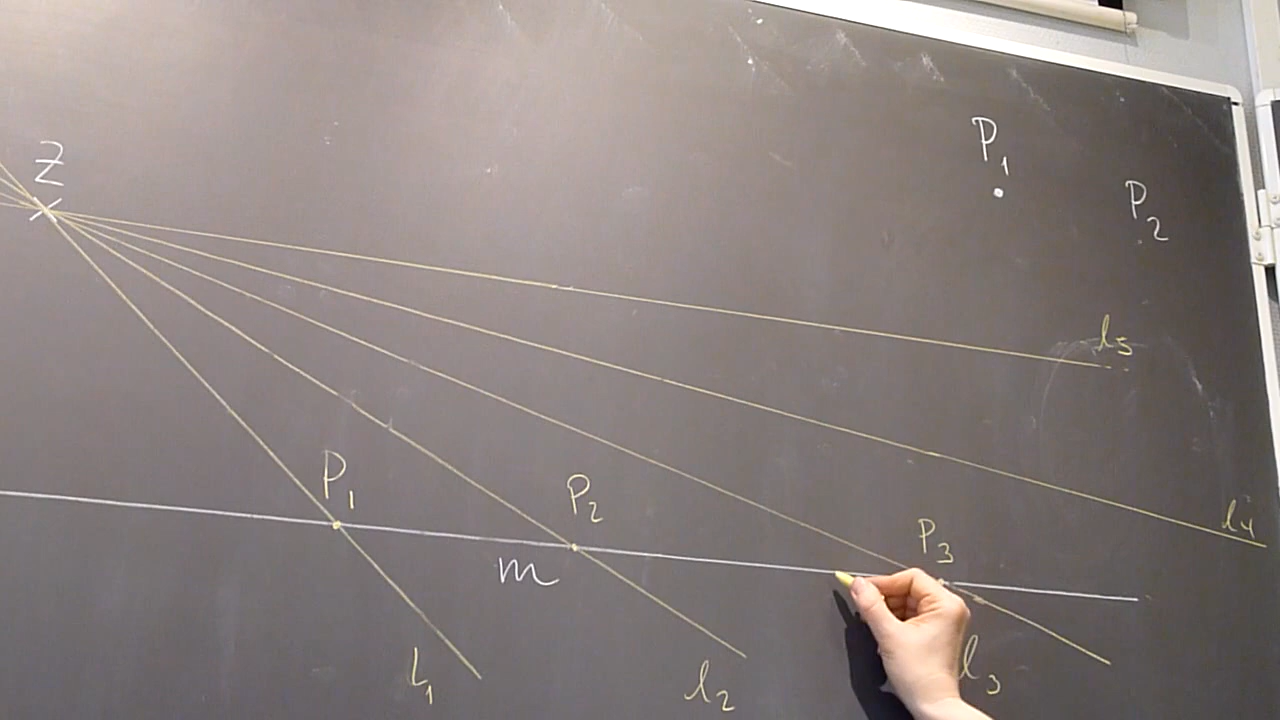 Z
P₁
P₂
l₅
l₄
P₁
P₂
P₃
m
l₁
l₂
l₃